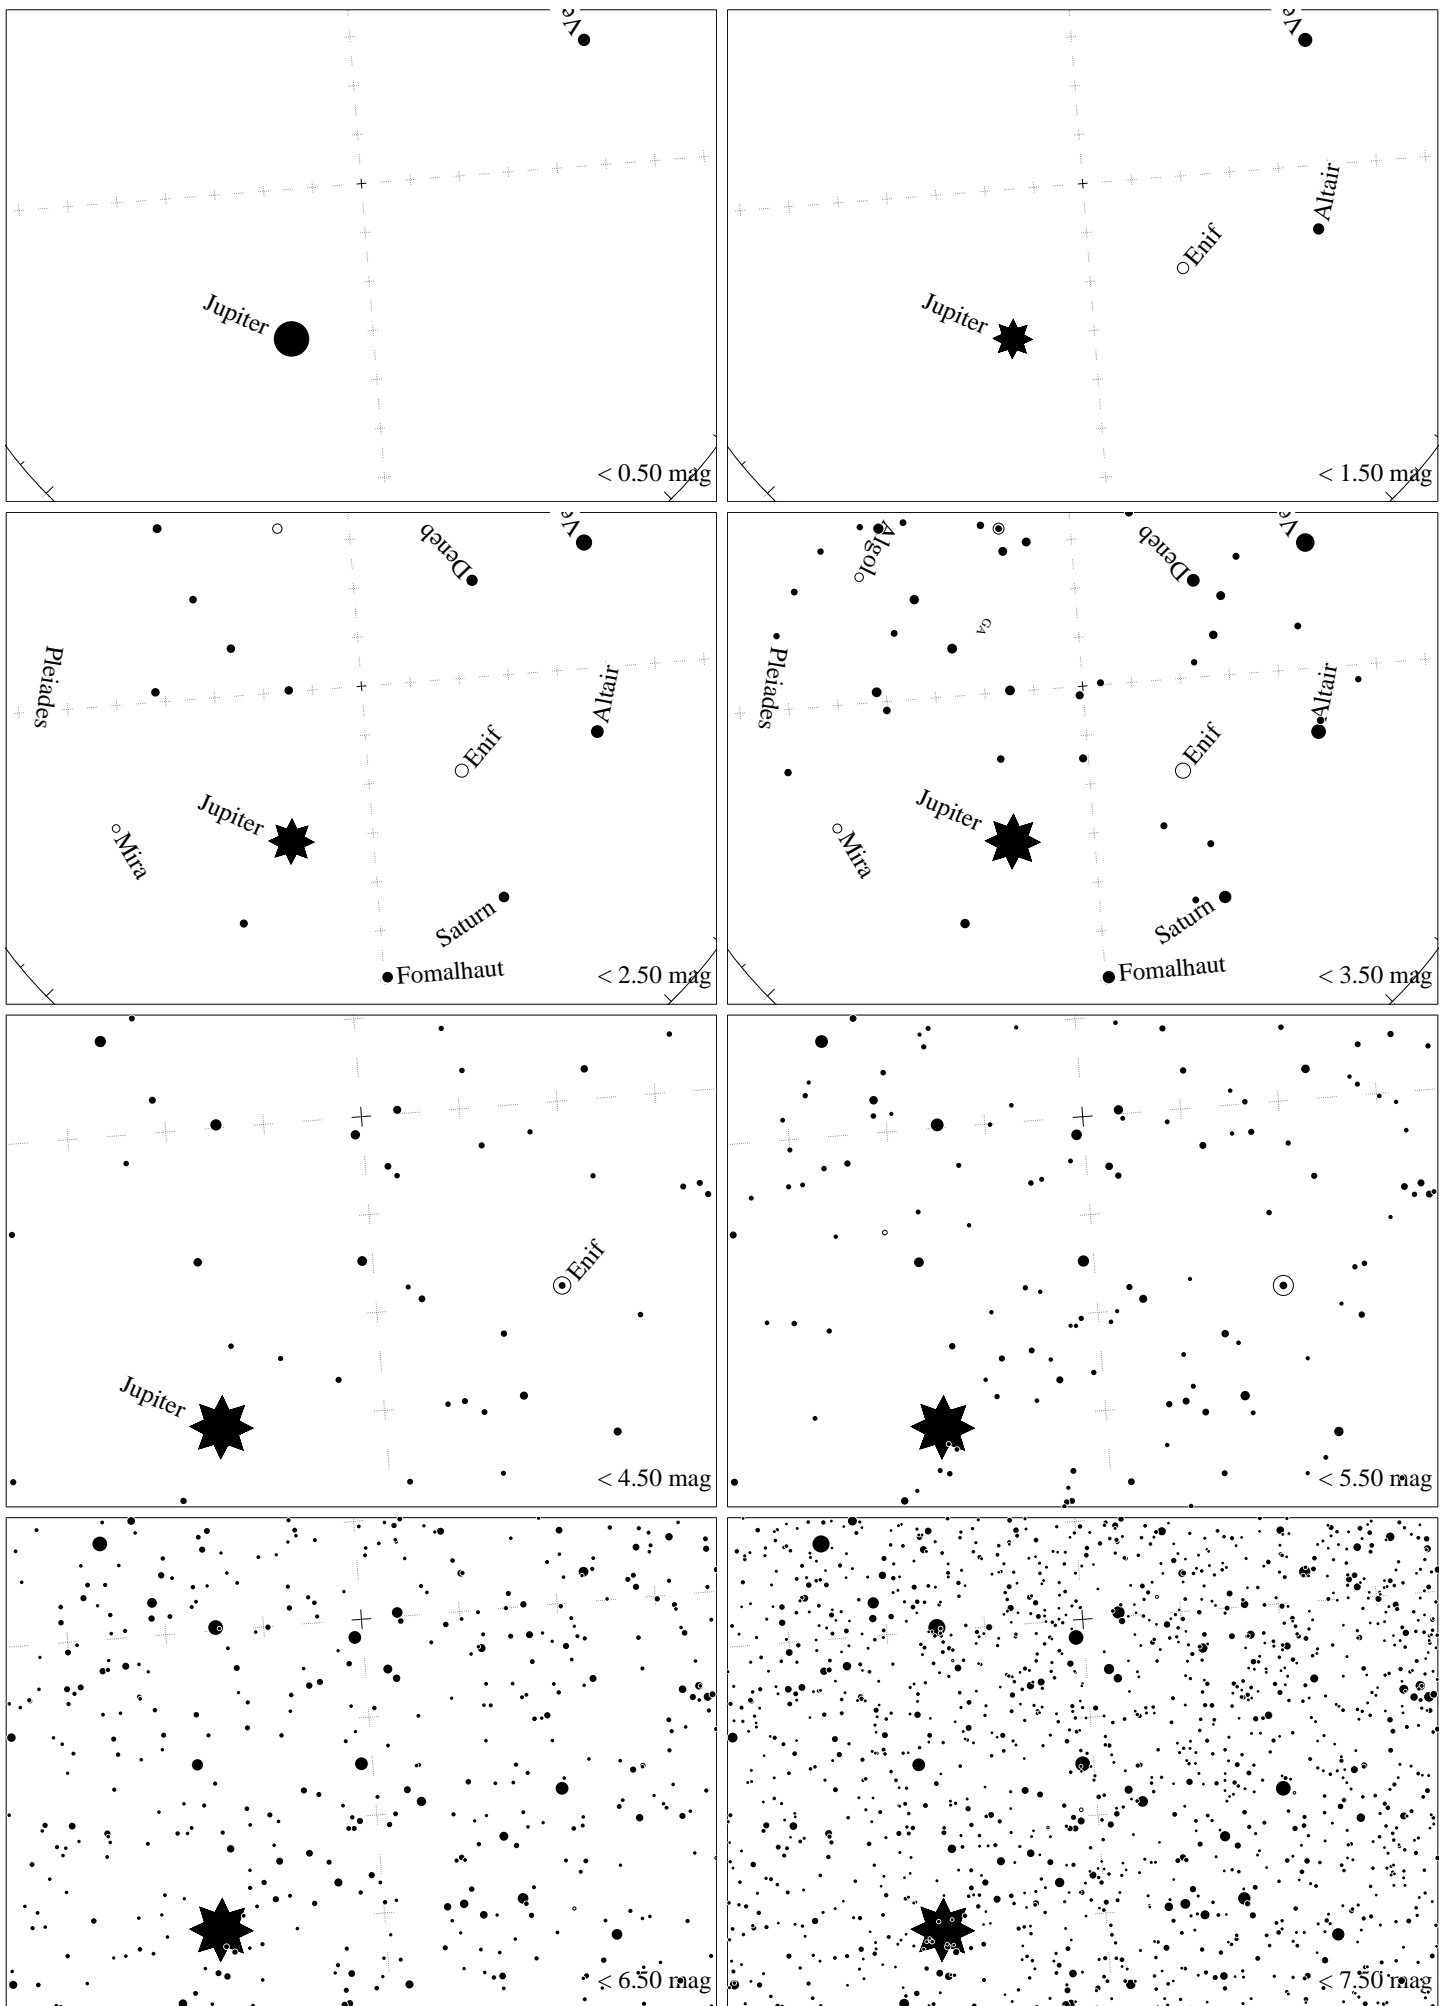 Ve
Jupiter
< 0.50 mag
Ve
Altair
Enif
Jupiter
< 1.50 mag
Ve
Deneb
Pleiades
Altair
Enif
Jupiter
Mira
Saturn
Fomalhaut
< 2.50 mag
Ve
Algol
Deneb
GA
Pleiades
Altair
Enif
Jupiter
Mira
Saturn
Fomalhaut
< 3.50 mag
Enif
Jupiter
< 4.50 mag
< 5.50 mag
< 6.50 mag
< 7.50 mag